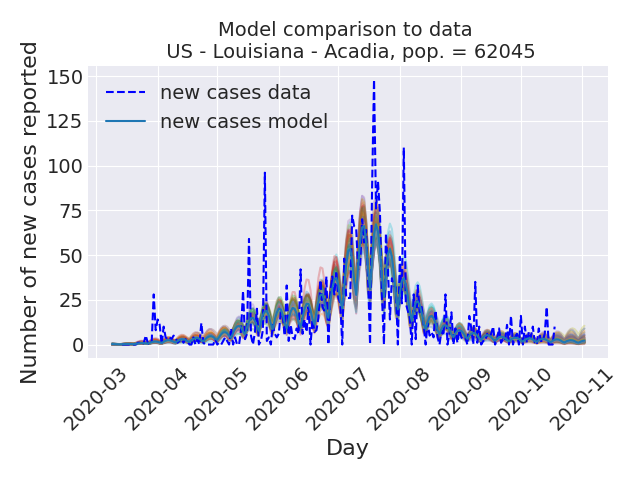 Model comparison to data
US - Louisiana - Acadia, pop. = 62045
Number of new cases reported
150
125
100
75
50
25
0
new cases data
new cases model
2020-03
2020-04
2020-05
2020-06
2020-07
2020-08
2020-09
2020-10
2020-11
Day